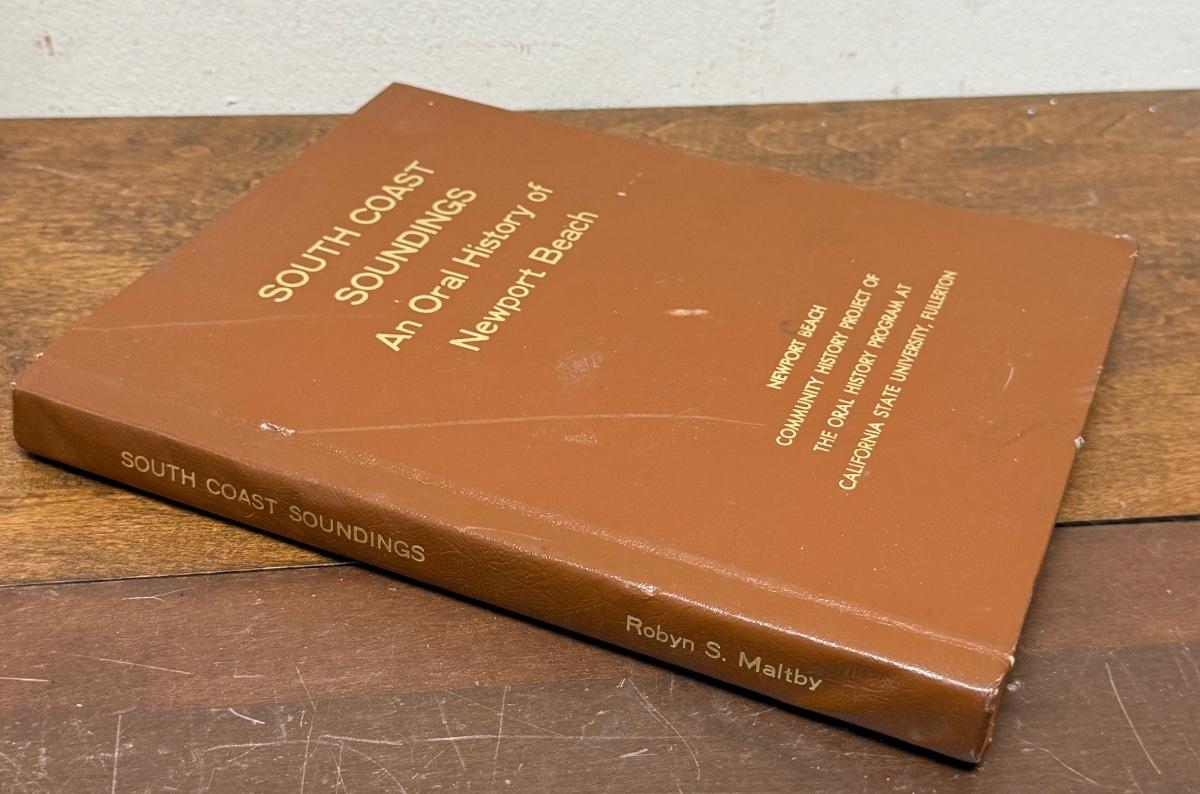 SOUTH COAST
SOUNDINGS
An Oral History of
Newport Beach
NEWPORT BEACH
COMMUNITY HISTORY PROJECT OF
THE ORAL HISTORY PROGRAM AT
CALIFORNIA STATE UNIVERSITY, FULLERTON
SOUTH COAST SOUNDINGS
Robyn S. Maltby